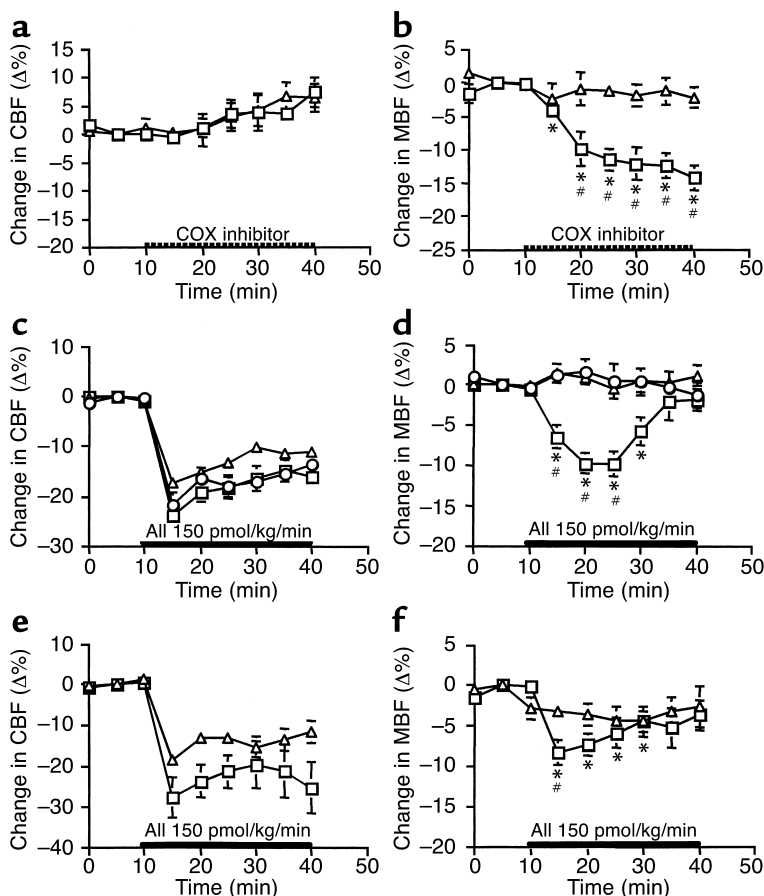 a
Change in CBF (Δ%)
15
10
5
0
−5
−10
−15
−20
COX inhibitor
0 10 20 30 40 50
Time (min)
b
Change in MBF (Δ%)
5
0
−5
−10
−15
−20
−25
*
* * * * *
# # # # #
COX inhibitor
0 10 20 30 40 50
Time (min)
c
Change in CBF (Δ%)
10
0
−10
−20
−30
All 150 pmol/kg/min
0 10 20 30 40 50
Time (min)
d
Change in MBF (Δ%)
5
0
−5
−10
−15
−20
* * * *
# # #
All 150 pmol/kg/min
0 10 20 30 40 50
Time (min)
e
Change in CBF (Δ%)
10
0
−10
−20
−30
−40
All 150 pmol/kg/min
0 10 20 30 40 50
Time (min)
f
Change in MBF (Δ%)
5
0
−5
−10
−15
−20
* * * *
#
All 150 pmol/kg/min
0 10 20 30 40 50
Time (min)